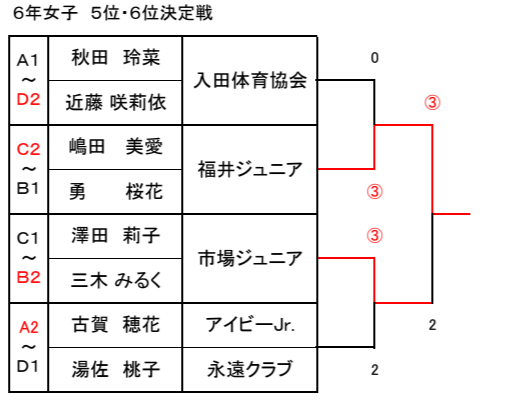 6年女子　5位・6位決定戦
A1
～
D2
秋田　玲菜
近藤 咲莉依
入田体育協会
0
③
C2
～
B1
嶋田　美愛
勇　桜花
福井ジュニア
③
C1
～
B2
澤田　莉子
三木 みるく
市場ジュニア
③
A2
～
D1
古賀　穂花
湯佐　桃子
アイビーJr.
永遠クラブ
2
2